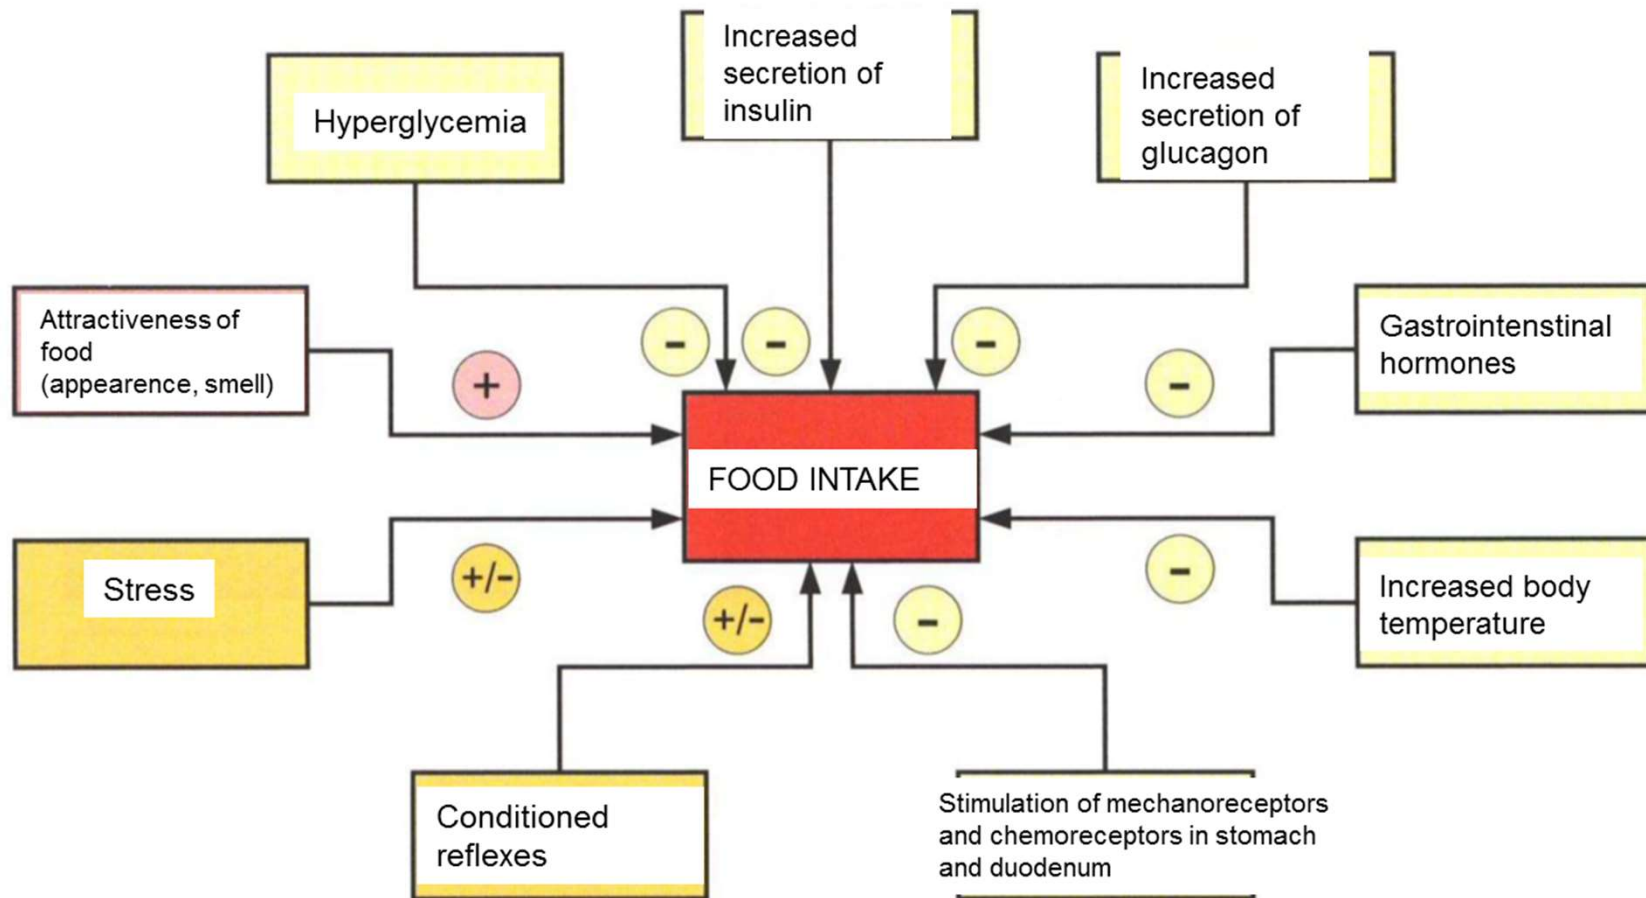 Increased
secretion of
insulin
Hyperglycemia
Increased
secretion of
glucagon
Attractiveness of
food
(appearence, smell)
+
-
-
-
-
Gastrointenstinal
hormones
FOOD INTAKE
Stress
+/-
+/-
-
-
Increased body
temperature
Conditioned
reflexes
Stimulation of mechanoreceptors
and chemoreceptors in stomach
and duodenum